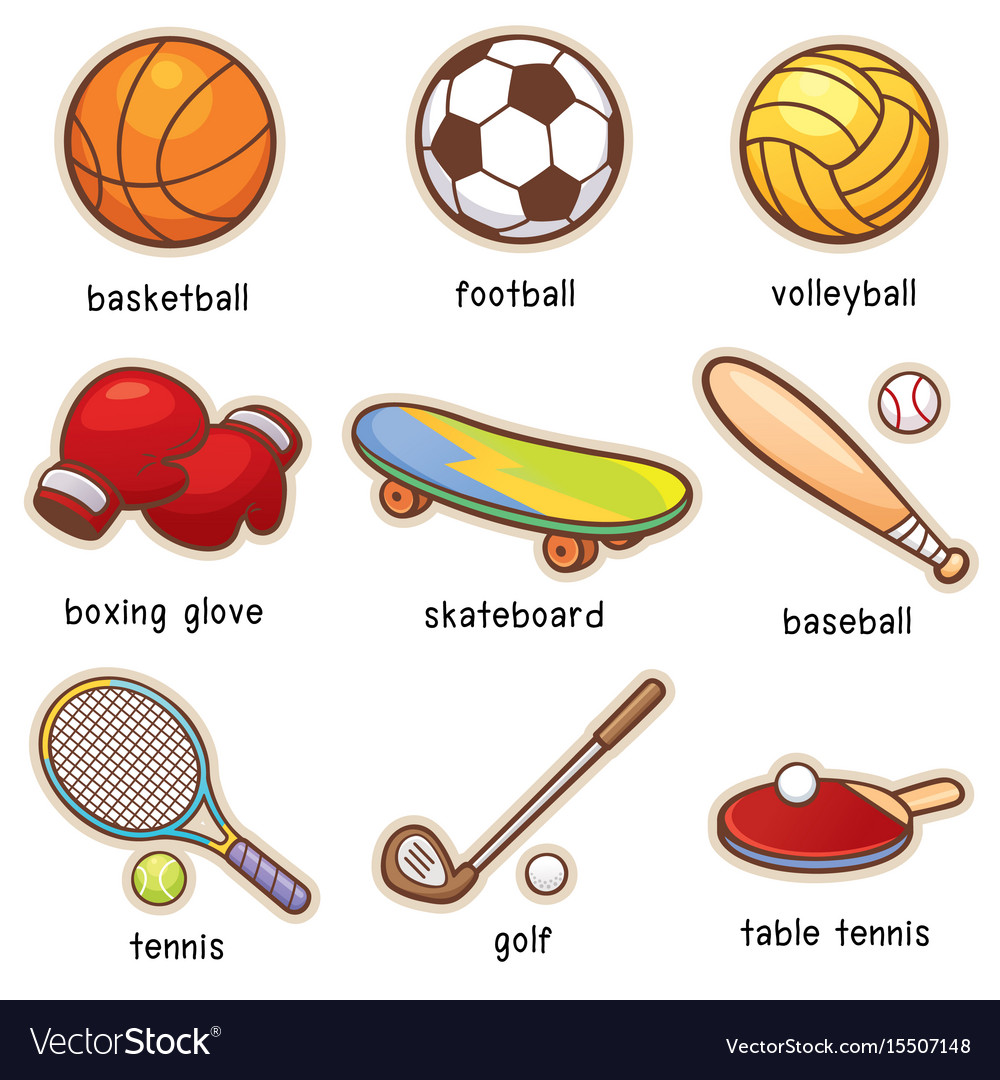 basketball
football
volleyball
boxing glove
skateboard
baseball
tennis
golf
table tennis
VectorStock®
VectorStock.com/15507148